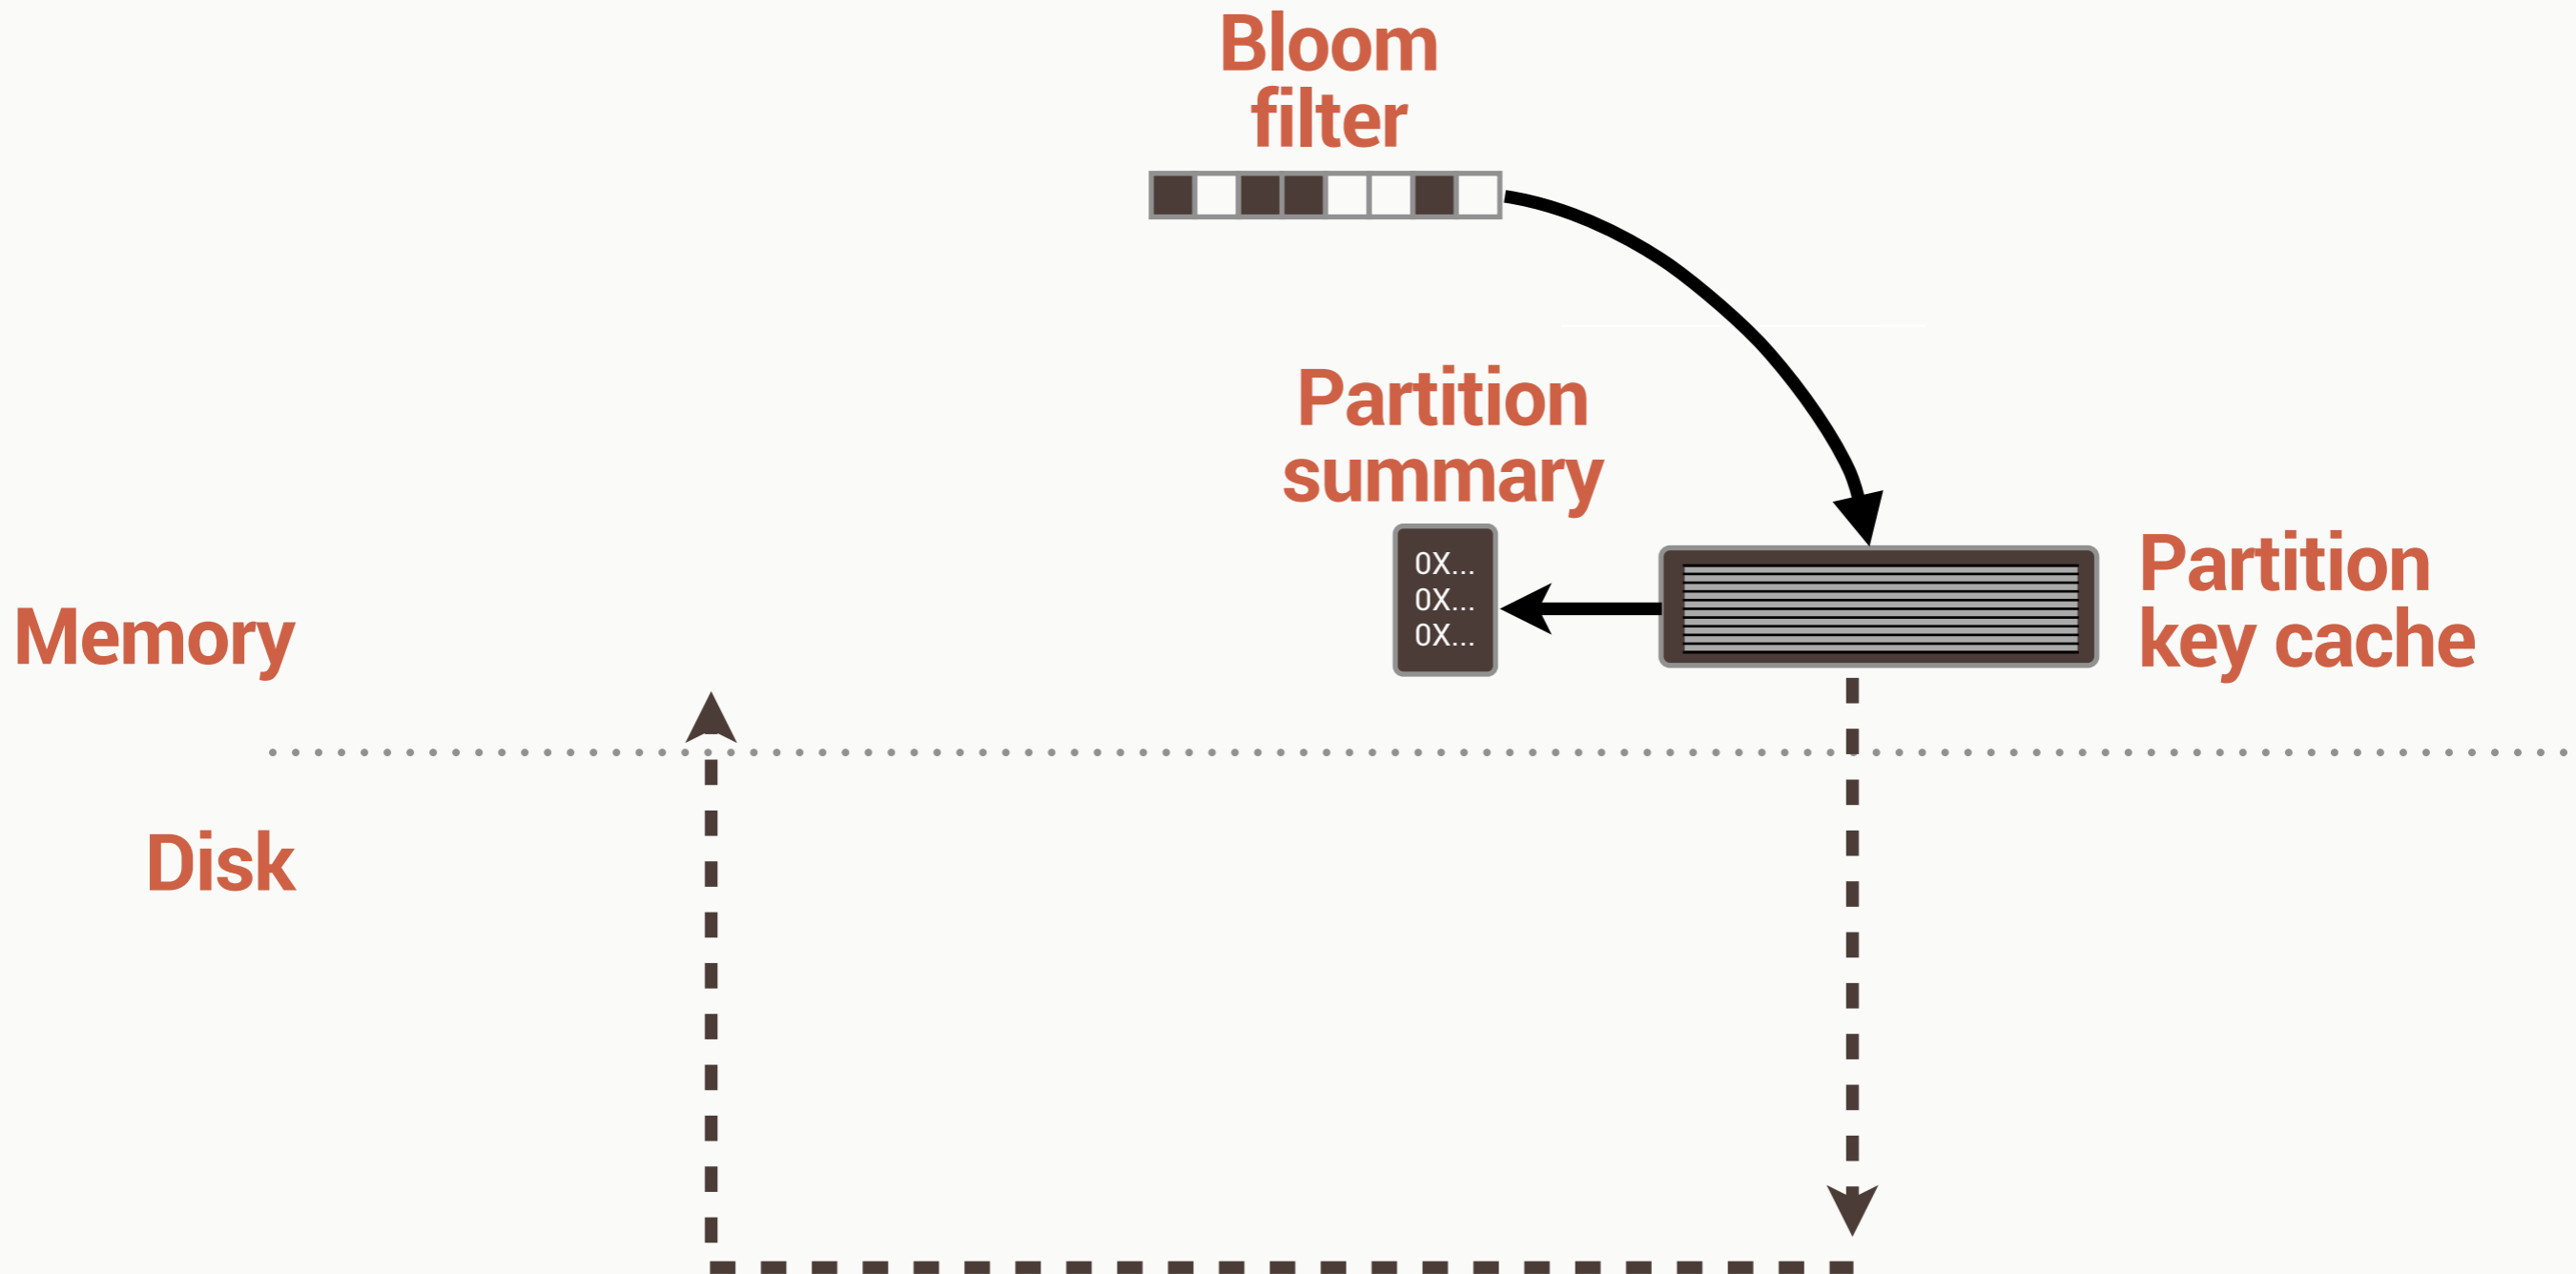 Bloom
filter
Partition
summary
0X...
0X...
0X...
Partition
key cache
Memory
Disk